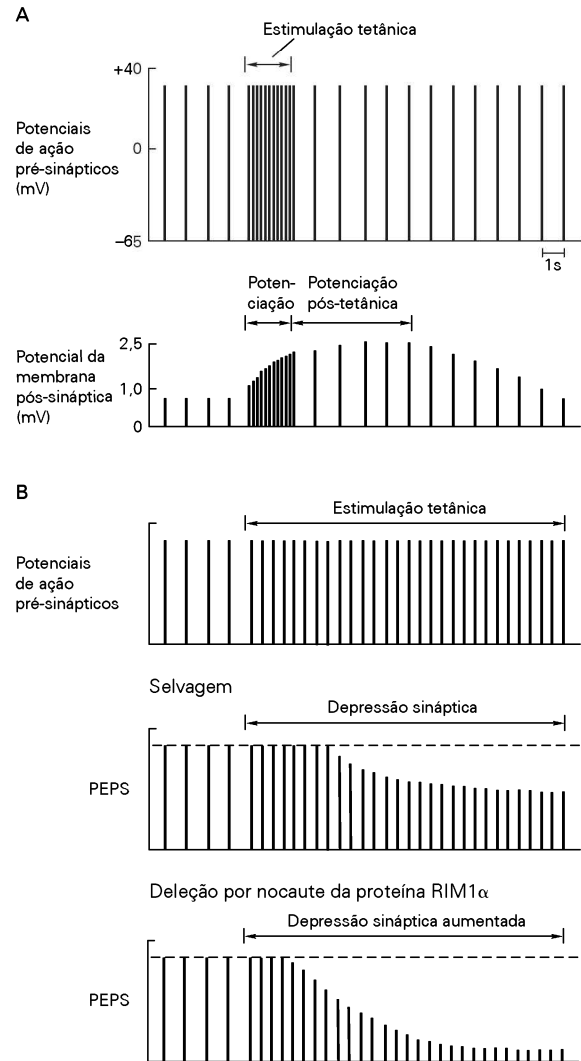 A
Estimulação tetânica
+40
Potenciais
de ação
pré-sinápticos
(mV)
0
−65
1s
Poten-
ciação
Potenciação
pós-tetânica
Potencial da
membrana
pós-sináptica
(mV)
2,5
1,0
0
B
Estimulação tetânica
Potenciais
de ação
pré-sinápticos
Selvagem
Depressão sináptica
PEPS
Deleção por nocaute da proteína RIM1α
Depressão sináptica aumentada
PEPS